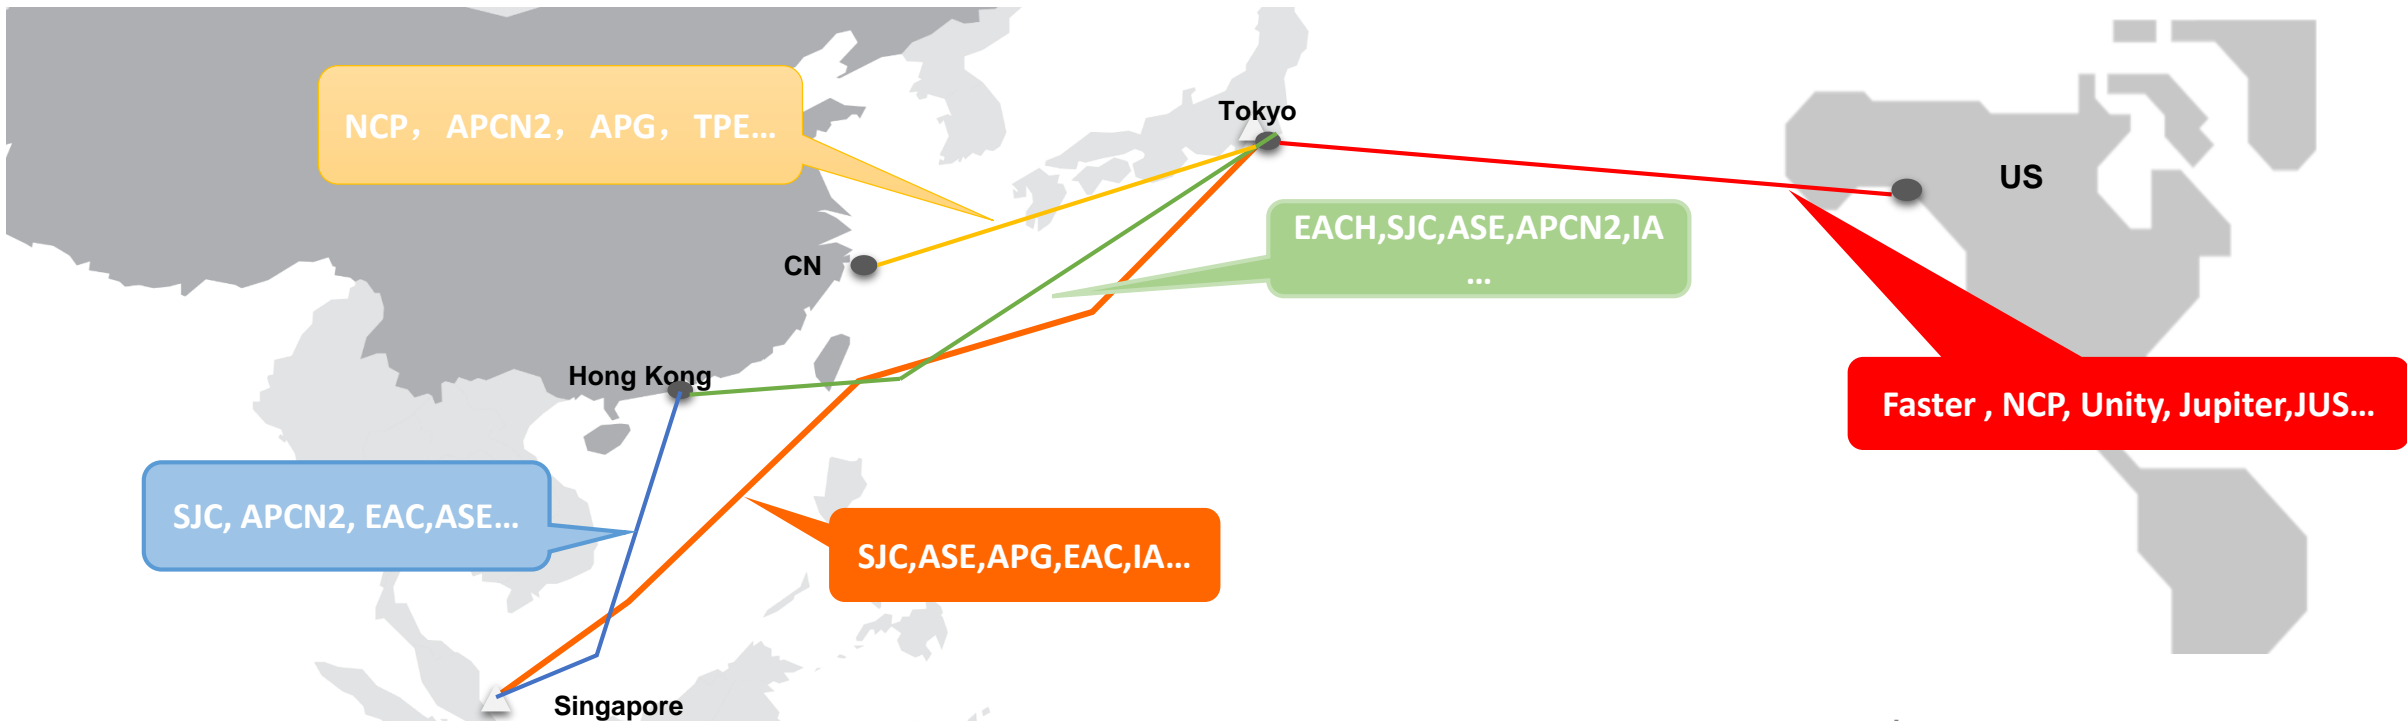 NCP， APCN2， APG， TPE...
Tokyo
US
EACH,SJC,ASE,APCN2,IA
...
CN
Hong Kong
Faster , NCP, Unity, Jupiter,JUS...
SJC, APCN2, EAC,ASE...
SJC,ASE,APG,EAC,IA...
Singapore